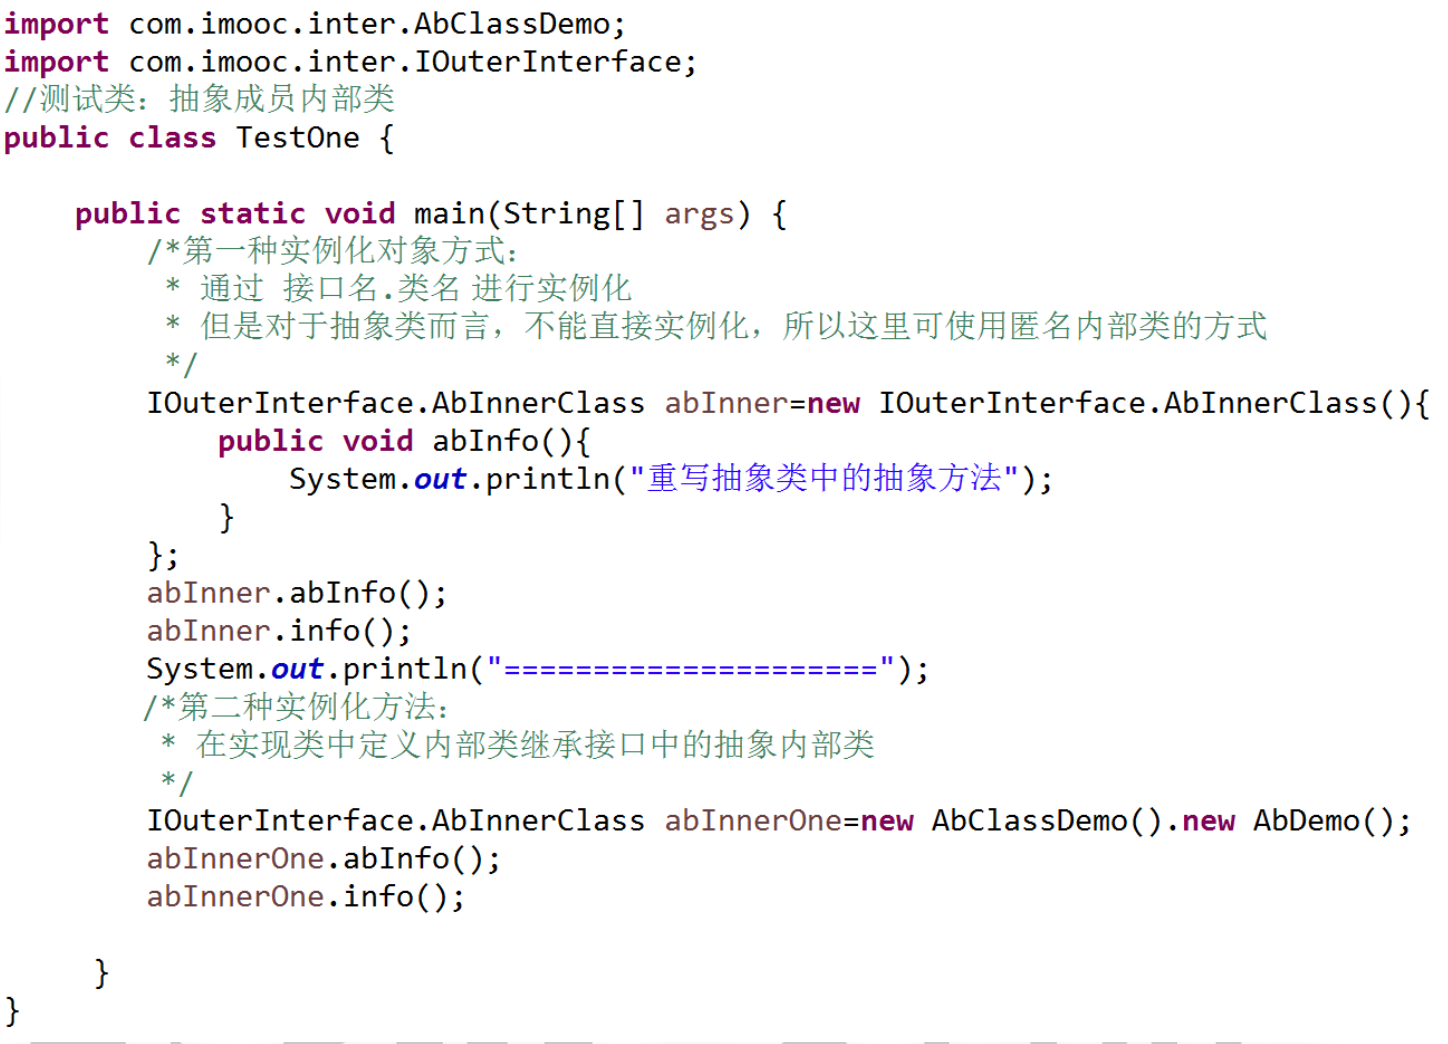 import com.imooc.inter.AbClassDemo;
import com.imooc.inter.IOuterInterface;
//测试类：抽象成员内部类
public class TestOne {
    public static void main(String[] args) {
        /*第一种实例化对象方式：
         * 通过 接口名.类名 进行实例化
         * 但是对于抽象类而言，不能直接实例化，所以这里可使用匿名内部类的方式
         */
        IOuterInterface.AbInnerClass abInner=new IOuterInterface.AbInnerClass(){
            public void abInfo(){
                System.out.println("重写抽象类中的抽象方法");
            }
        };
        abInner.abInfo();
        abInner.info();
        System.out.println("=====================");
        /*第二种实例化方法：
         * 在实现类中定义内部类继承接口中的抽象内部类
         */
        IOuterInterface.AbInnerClass abInnerOne=new AbClassDemo().new AbDemo();
        abInnerOne.abInfo();
        abInnerOne.info();
     }
}